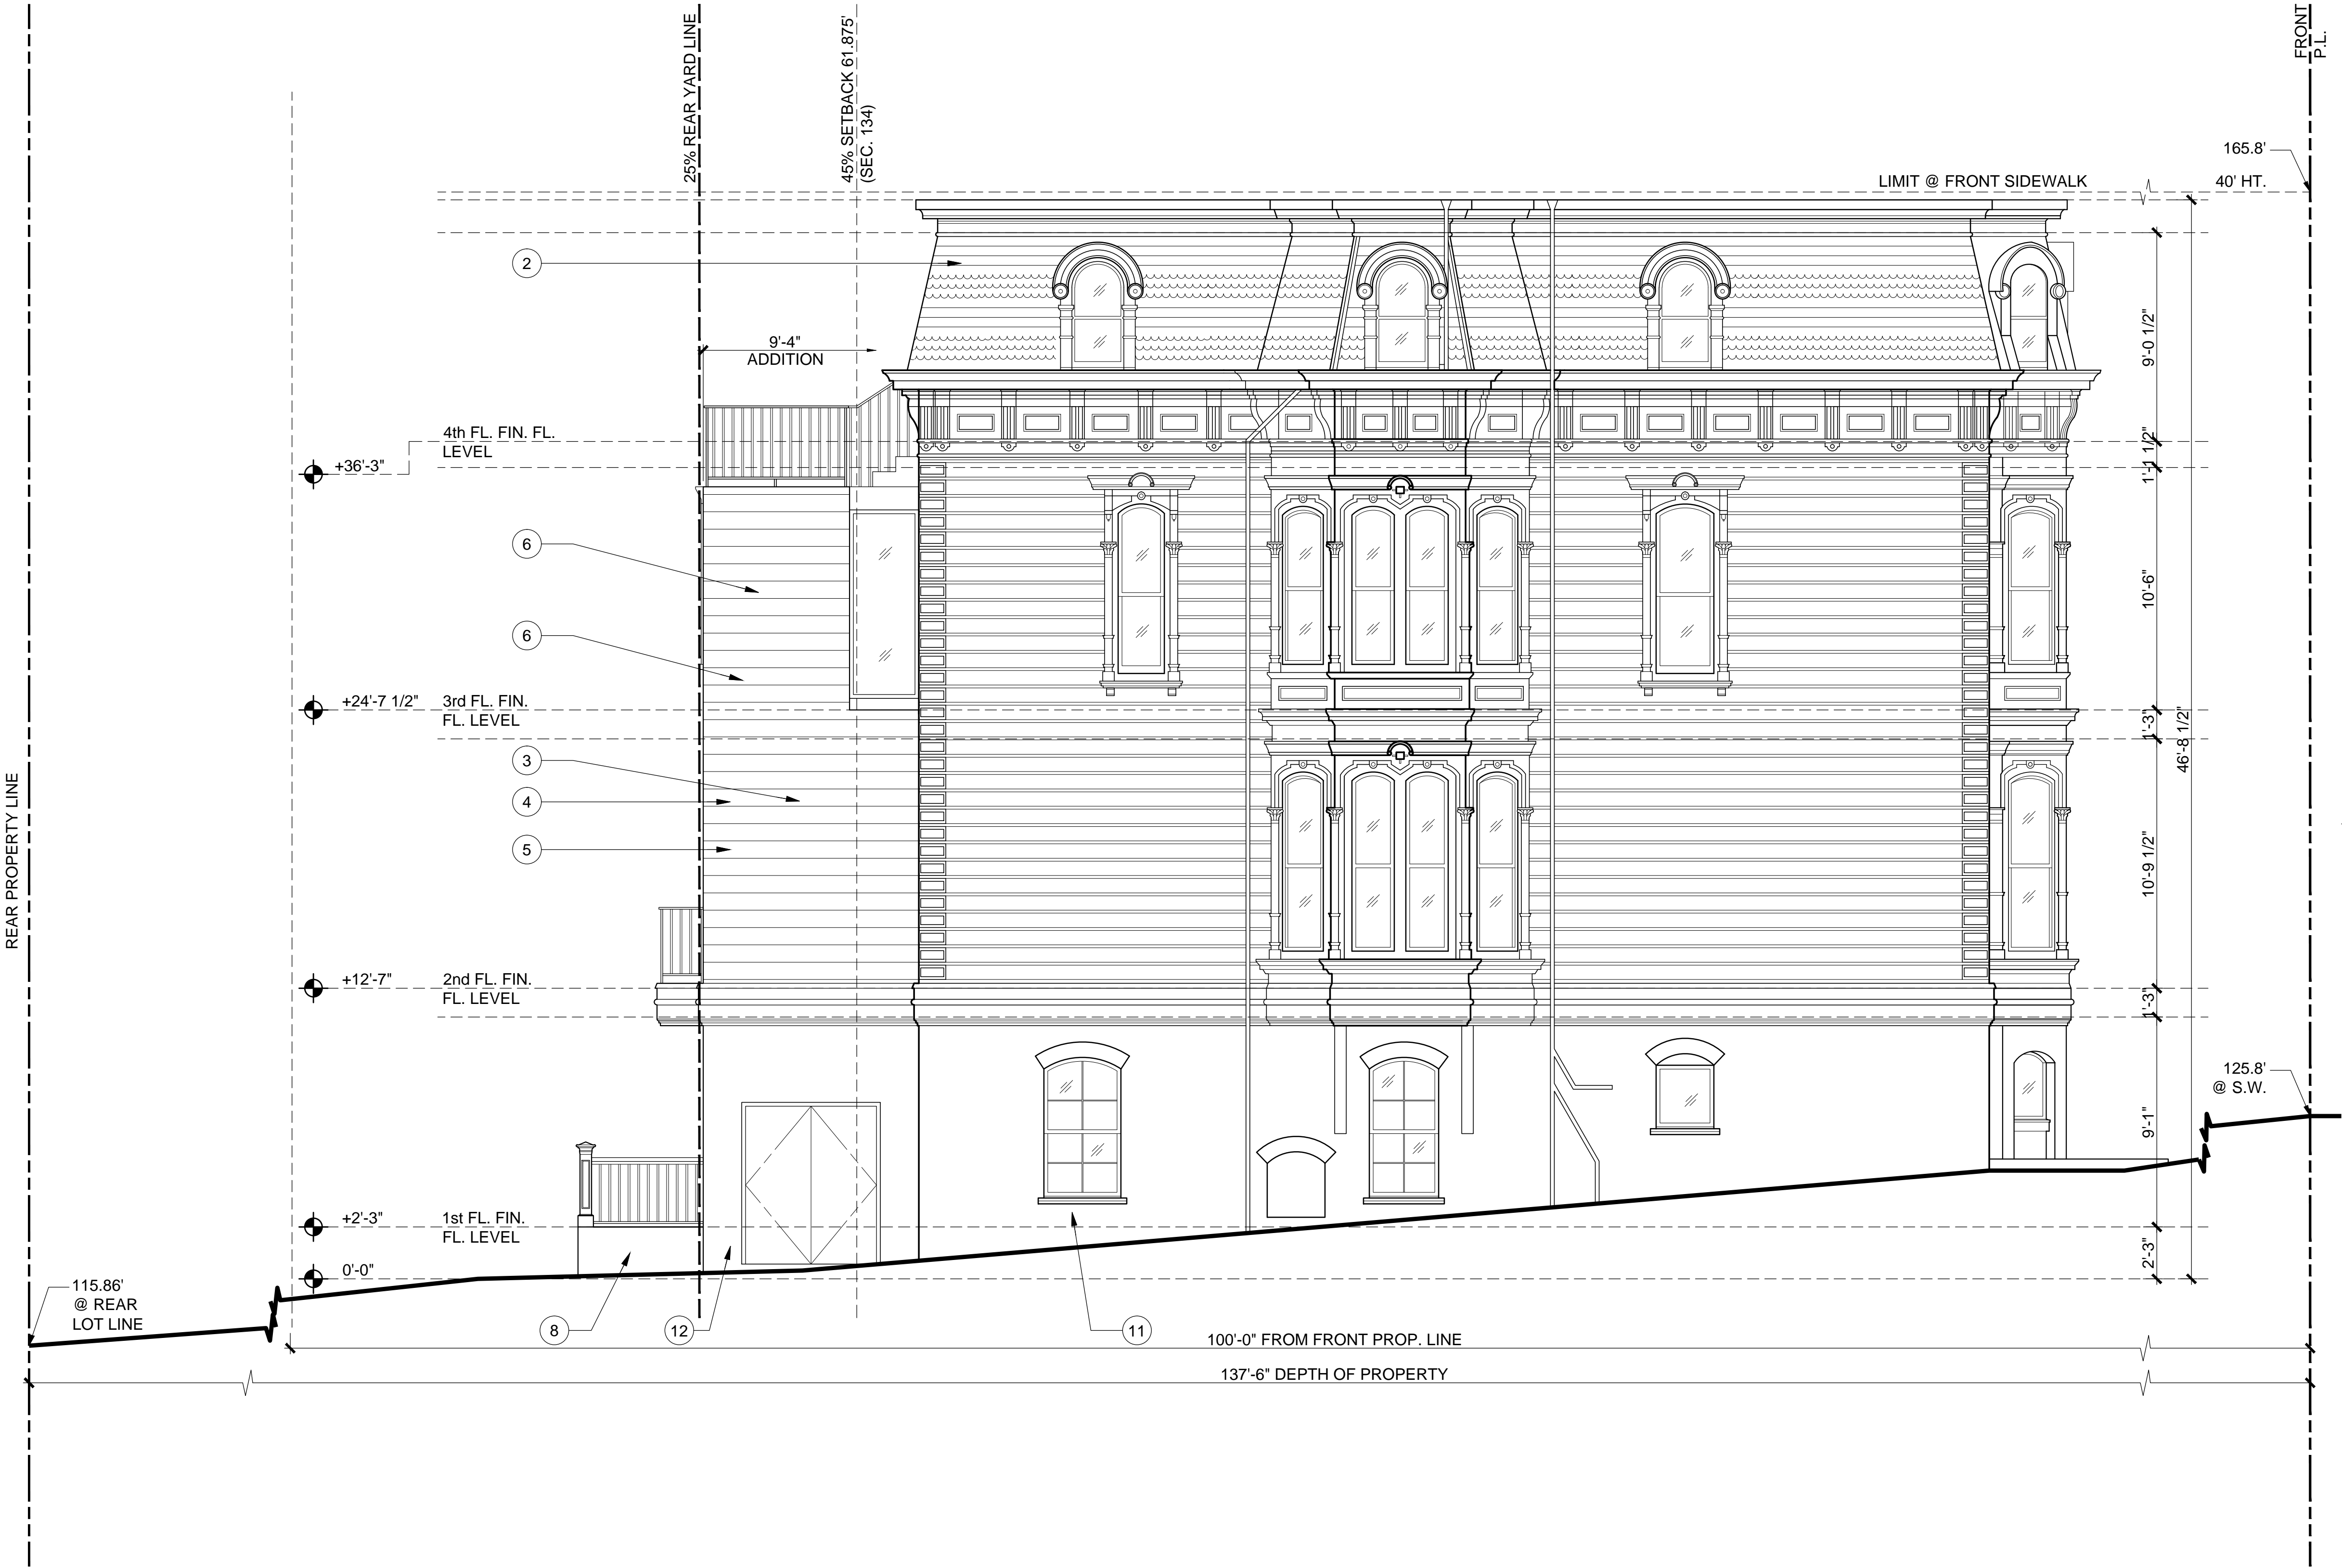 25% REAR YARD LINE
45% SETBACK 61.875'
(SEC. 134)
FRONT
P.L.
165.8'
LIMIT @ FRONT SIDEWALK
40' HT.
2
9'-4"
ADDITION
9'-0 1/2"
4th FL. FIN. FL.
LEVEL
+36'-3"
1'-1 1/2"
6
10'-6"
6
+24'-7 1/2"
3rd FL. FIN.
FL. LEVEL
1'-3"
46'-8 1/2"
3
4
5
10'-9 1/2"
REAR PROPERTY LINE
+12'-7"
2nd FL. FIN.
FL. LEVEL
1'-3"
125.8'
@ S.W.
9'-1"
+2'-3"
1st FL. FIN.
FL. LEVEL
2'-3"
0'-0"
115.86'
@ REAR
LOT LINE
8
12
11
100'-0" FROM FRONT PROP. LINE
137'-6" DEPTH OF PROPERTY